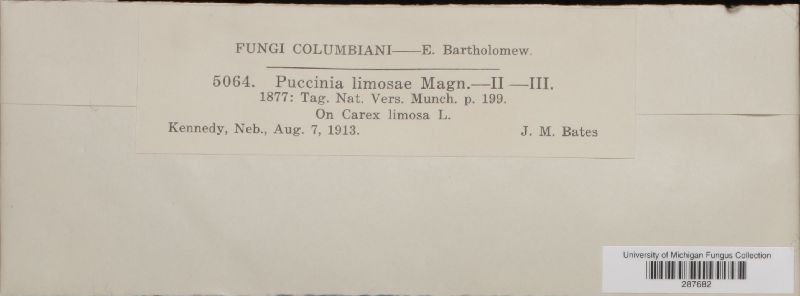 FUNGI COLUMBIANI—E. Bartholomew.
5064. Puccinia limosae Magn.—II —III.
1877: Tag. Nat. Vers. Munch. p. 199.
On Carex limosa L.
Kennedy, Neb., Aug. 7, 1913. J. M. Bates
University of Michigan Fungus Collection
287682